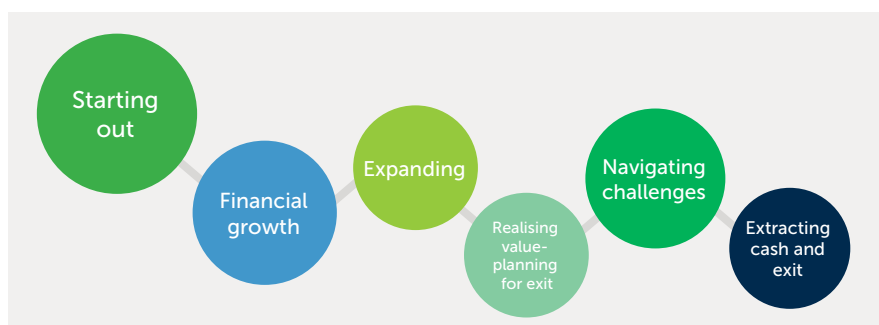 Starting
out
Financial
growth
Expanding
Realising
value-
planning
for exit
Navigating
challenges
Extracting
cash and
exit